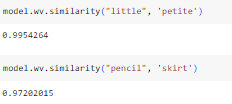 model.wv.similarity("little", 'petite')
0.9954264
model.wv.similarity("pencil", 'skirt')
0.97202015